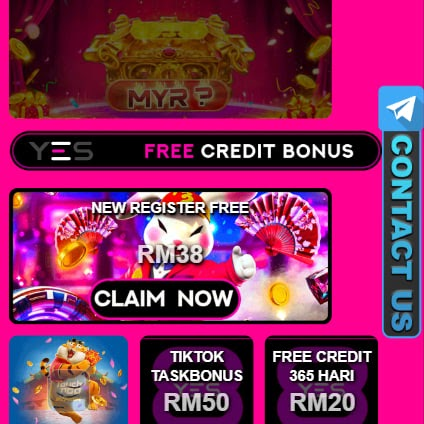 MYR ?
YES
FREE CREDIT BONUS
NEW REGISTER FREE
RM38
CLAIM NOW
CONTACT US
TIKTOK
TASKBONUS
RM50
FREE CREDIT
365 HARI
RM20